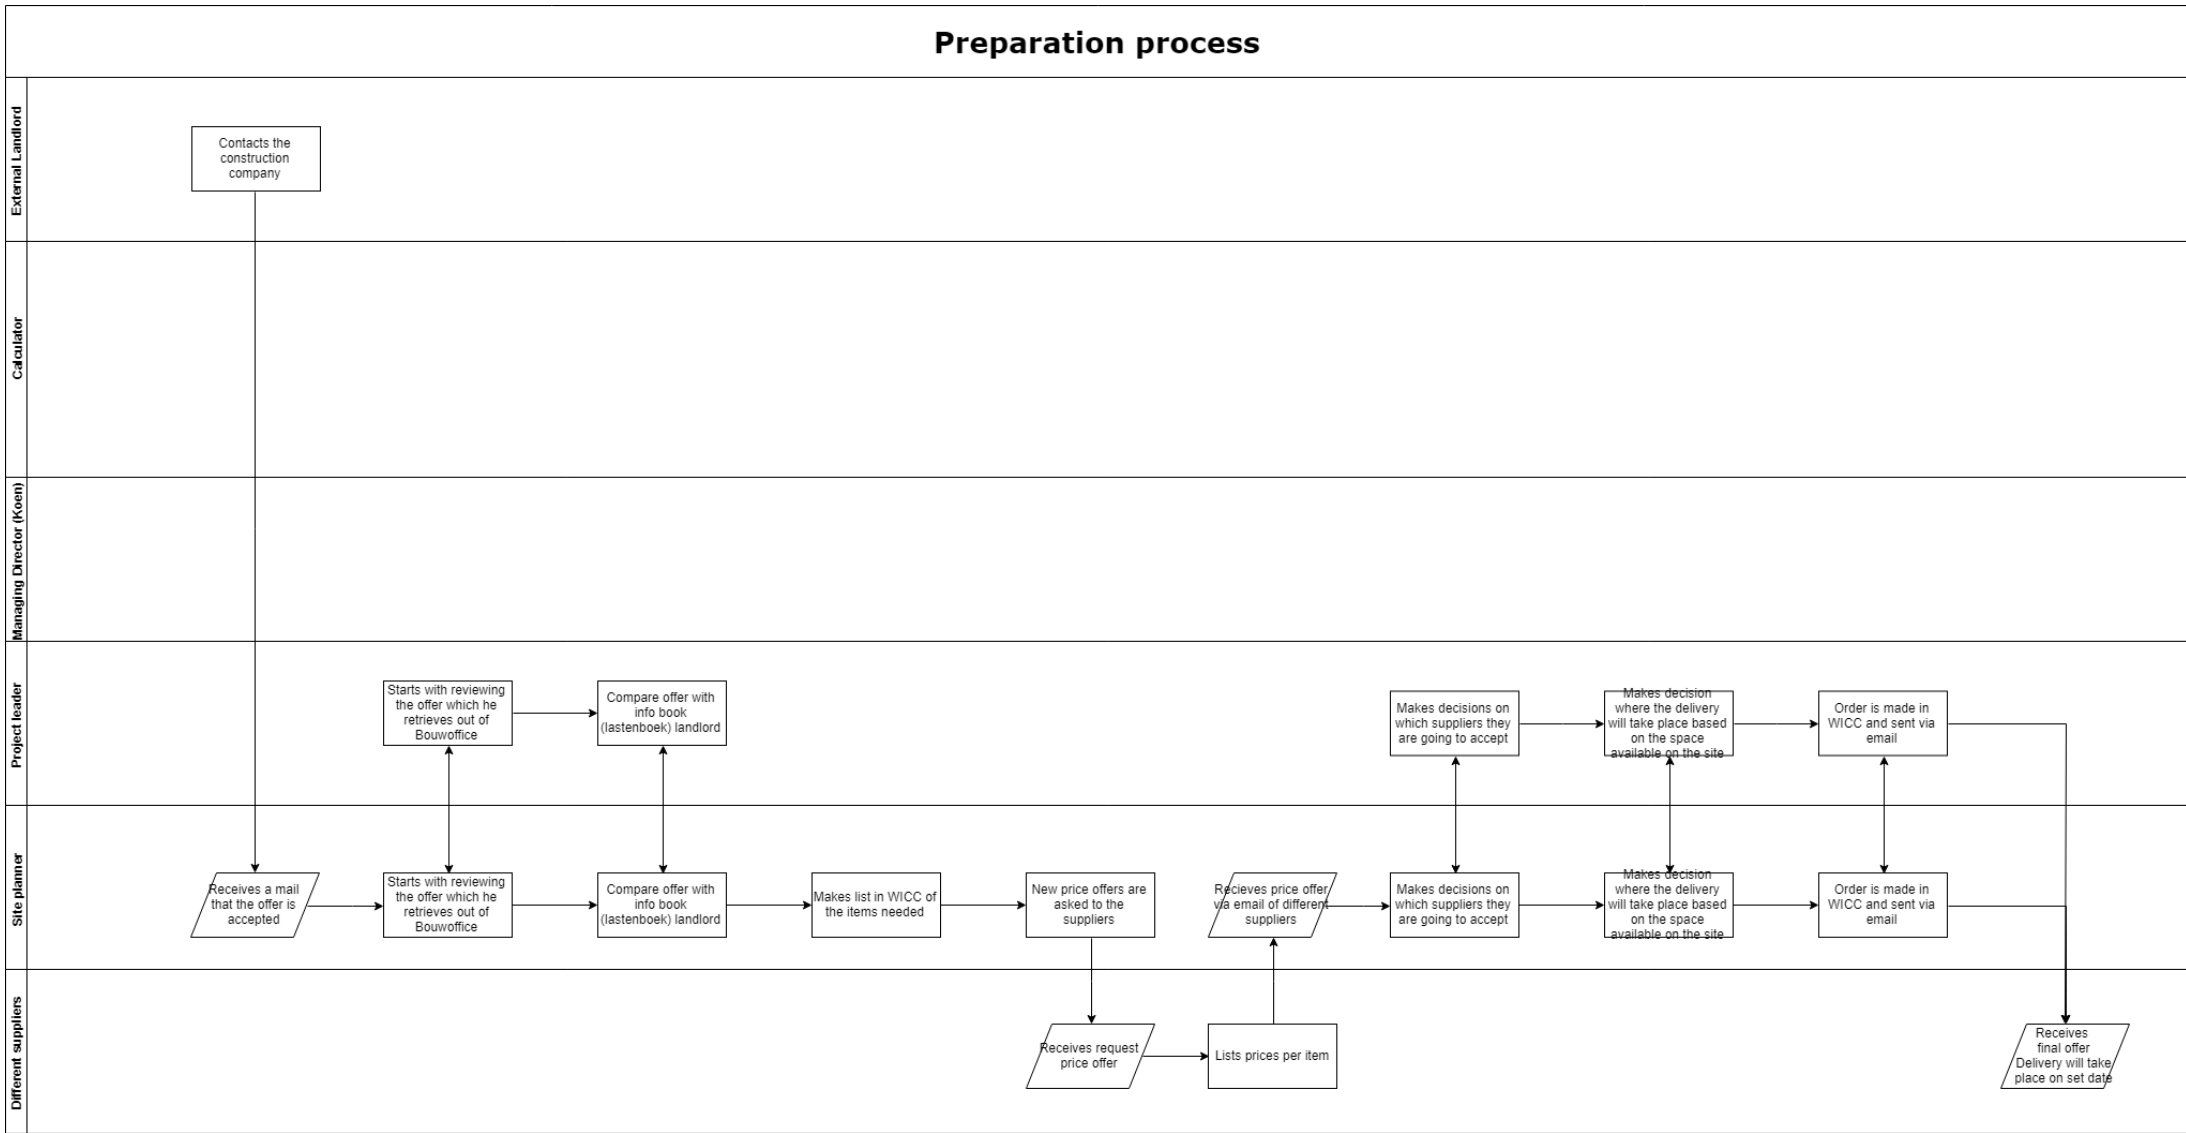 Preparation process
External Landlord
Contacts the
construction
company
Calculator
Managing Director (Koen)
Project leader
Starts with reviewing
the offer which he
retrieves out of
Bouwoffice
Compare offer with
info book
(lastenboek) landlord
Makes decisions on
which suppliers they
are going to accept
Makes decision
where the delivery
will take place based
on the space
available on the site
Order is made in
WICC and sent via
email
Site planner
Receives a mail
that the offer is
accepted
Starts with reviewing
the offer which he
retrieves out of
Bouwoffice
Compare offer with
info book
(lastenboek) landlord
Makes list in WICC of
the items needed
New price offers are
asked to the
suppliers
Recieves price offer
via email of different
suppliers
Makes decisions on
which suppliers they
are going to accept
Makes decision
where the delivery
will take place based
on the space
available on the site
Order is made in
WICC and sent via
email
Different suppliers
Receives request
price offer
Lists prices per item
Receives
final offer
Delivery will take
place on set date